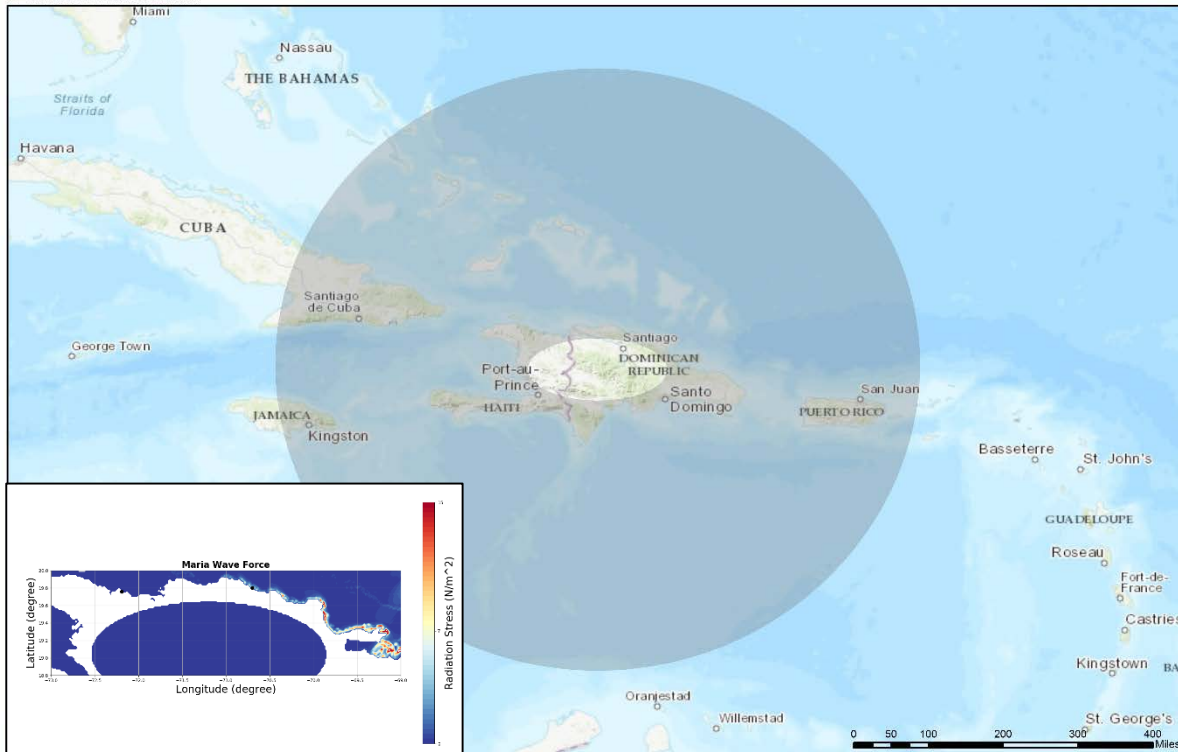 Miami
Nassau
THE BAHAMAS
Straits of
Florida
Havana
CUBA
Santiago
de Cuba
George Town
Santiago
DOMINICAN
REPUBLIC
Port-au-
Prince
Santo
Domingo
HAITI
San Juan
PUERTO RICO
JAMAICA
Kingston
Basseterre
St. John's
GUADELOUPE
Roseau
Fort-de-
France
Castries
Kingstown
BA
Oranjestad
Willemstad
St. George's
0 50 100 200 300 400
Miles
Maria Wave Force
Latitude (degree)
Longitude (degree)
Radiation Stress (N/m^2)